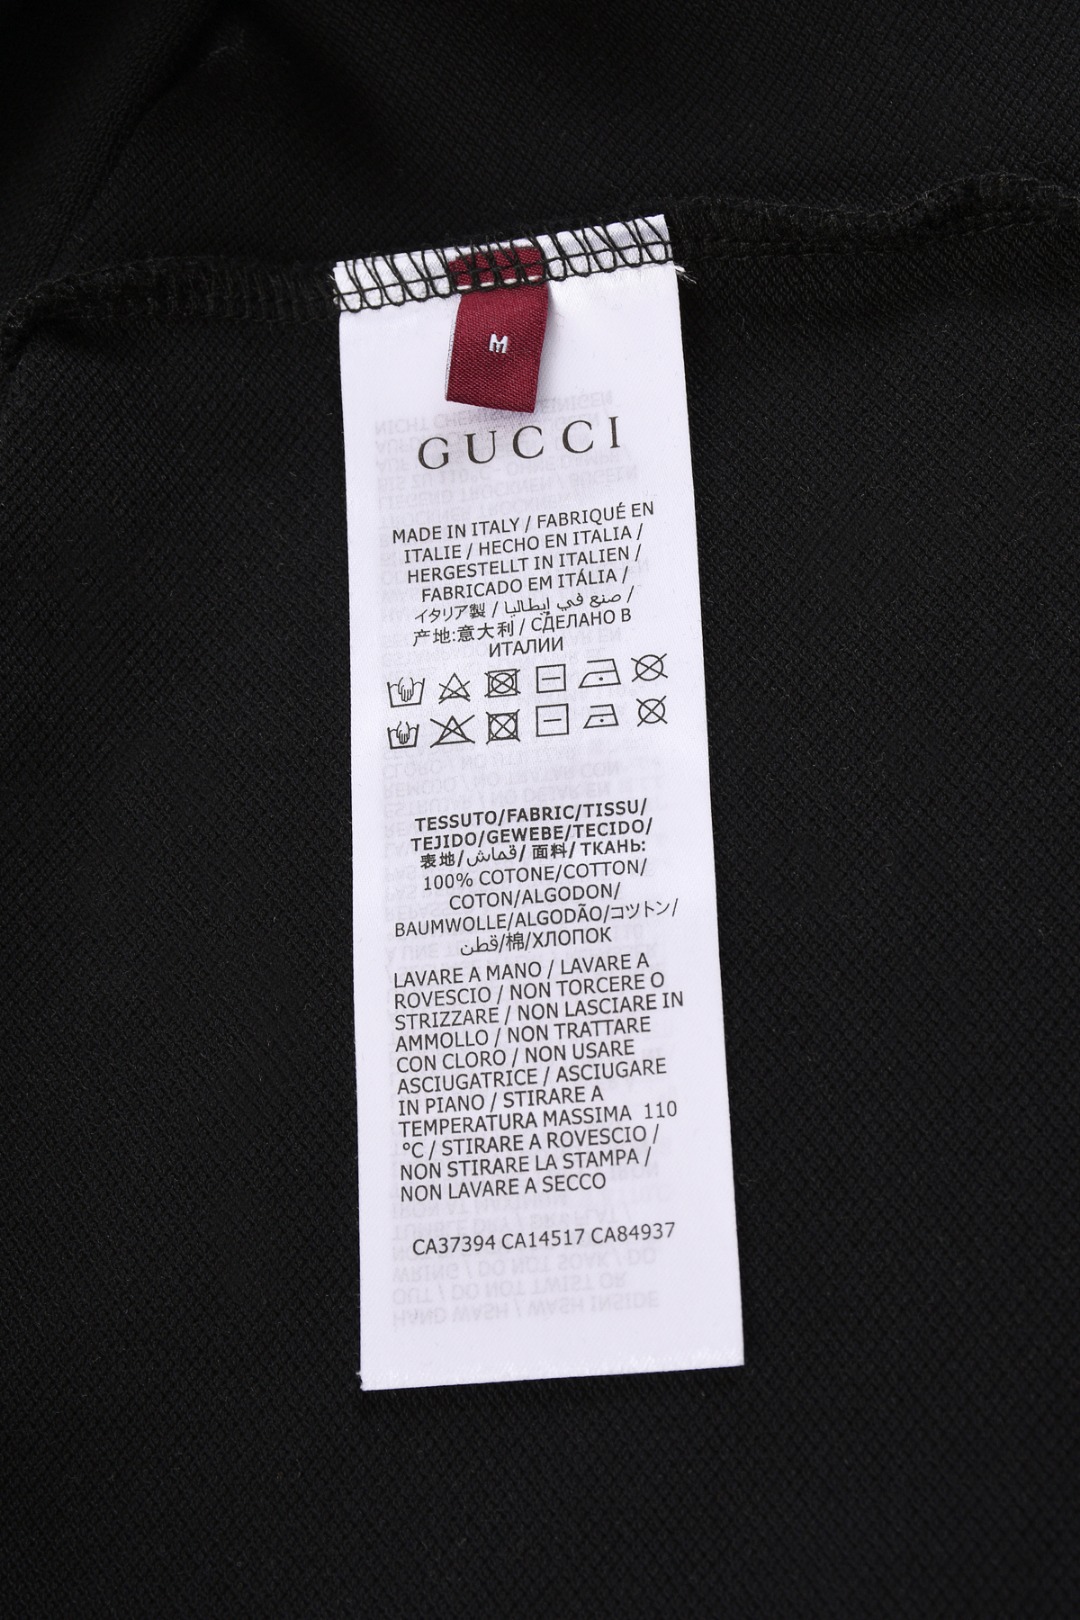 M
GUCCI
MADE IN ITALY / FABRIQUÉ EN
ITALIE / HECHO EN ITALIA /
HERGESTELLT IN ITALIEN /
FABRICADO EM ITÁLIA /
イタリア製 / صنع في إيطاليا /
产地:意大利 / СДЕЛАНО В
ИТАЛИИ
TESSUTO/FABRIC/TISSU/
TEJIDO/GEWEBE/TECIDO/
表地/قماش/面料/ТКАНЬ:
100% COTONE/COTTON/
COTON/ALGODON/
BAUMWOLLE/ALGODÃO/コットン/
قطن/棉/ХЛОПОК
LAVARE A MANO / LAVARE A
ROVESCIO / NON TORCERE O
STRIZZARE / NON LASCIARE IN
AMMOLLO / NON TRATTARE
CON CLORO / NON USARE
ASCIUGATRICE / ASCIUGARE
IN PIANO / STIRARE A
TEMPERATURA MASSIMA 110
°C / STIRARE A ROVESCIO /
NON STIRARE LA STAMPA /
NON LAVARE A SECCO
CA37394 CA14517 CA84937